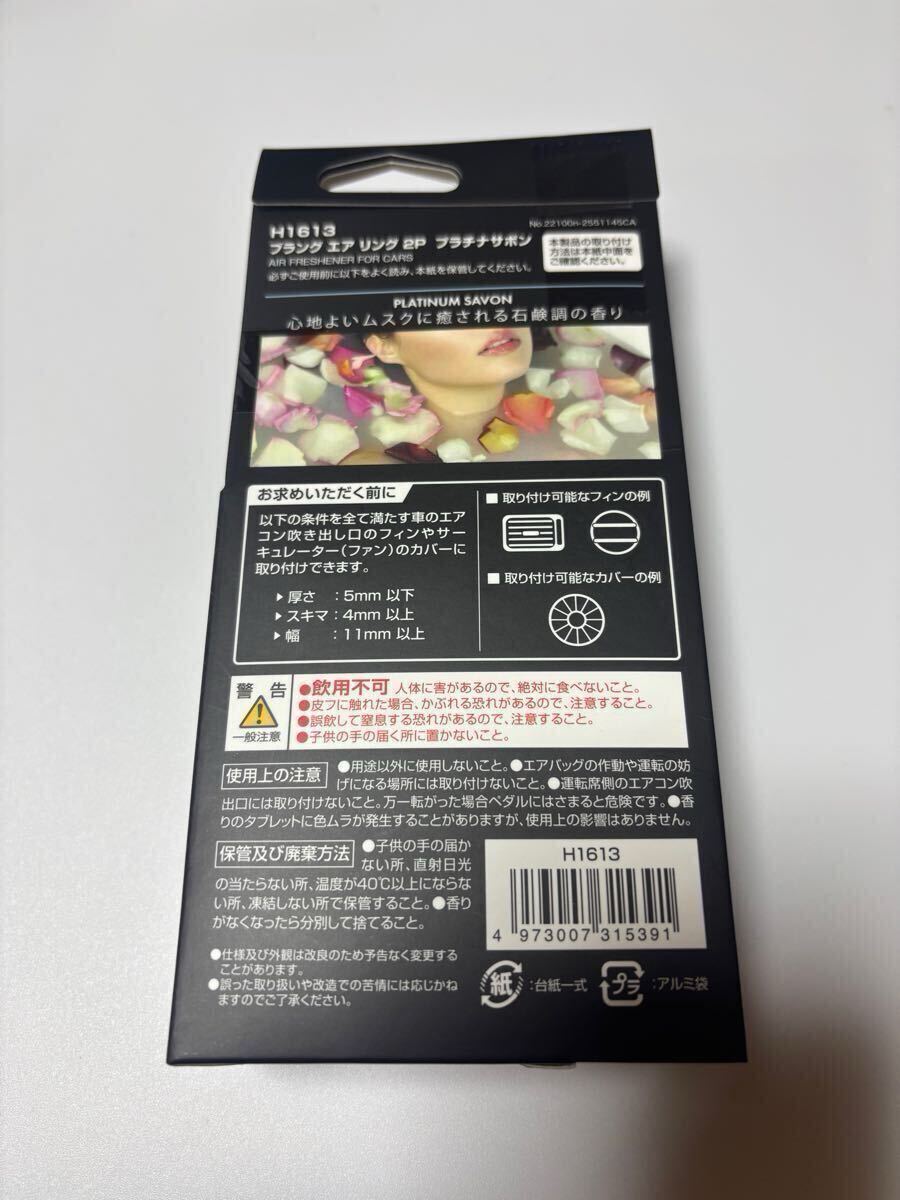 No.22100n-2551145CA
H1613
ブラング エア リング 2P プラチナサボン
AIR FRESHENER FOR CARS
必ずご使用前に以下をよく読み、本紙を保管してください。
本製品の取り付け
方法は本紙中面を
ご確認ください。
PLATINUM SAVON
心地よいムスクに癒される石鹸調の香り
お求めいただく前に
以下の条件を全て満たす車のエア
コン吹き出し口のフィンやサー
キュレーター(ファン)のカバーに
取り付けできます。
▶厚さ :5mm 以下
▶スキマ:4mm 以上
▶幅 :11mm 以上
■ 取り付け可能なフィンの例
■ 取り付け可能なカバーの例
警 告
一般注意
●飲用不可 人体に害があるので、絶対に食べないこと。
●皮フに触れた場合、かぶれる恐れがあるので、注意すること。
●誤飲して窒息する恐れがあるので、注意すること。
●子供の手の届く所に置かないこと。
使用上の注意 ●用途以外に使用しないこと。●エアバッグの作動や運転の妨
げになる場所には取り付けないこと。●運転席側のエアコン吹
出口には取り付けないこと。万一転がった場合ペダルにはさまると危険です。●香
りのタブレットに色ムラが発生することがありますが、使用上の影響はありません。
保管及び廃棄方法 ●子供の手の届か
ない所、直射日光
の当たらない所、温度が40℃以上にならな
い所、凍結しない所で保管すること。●香り
がなくなったら分別して捨てること。
●仕様及び外観は改良のため予告なく変更する
ことがあります。
●誤った取り扱いや改造での苦情には応じかね
ますのでご了承ください。
H1613
4 973007 315391
紙 :台紙一式
プラ :アルミ袋